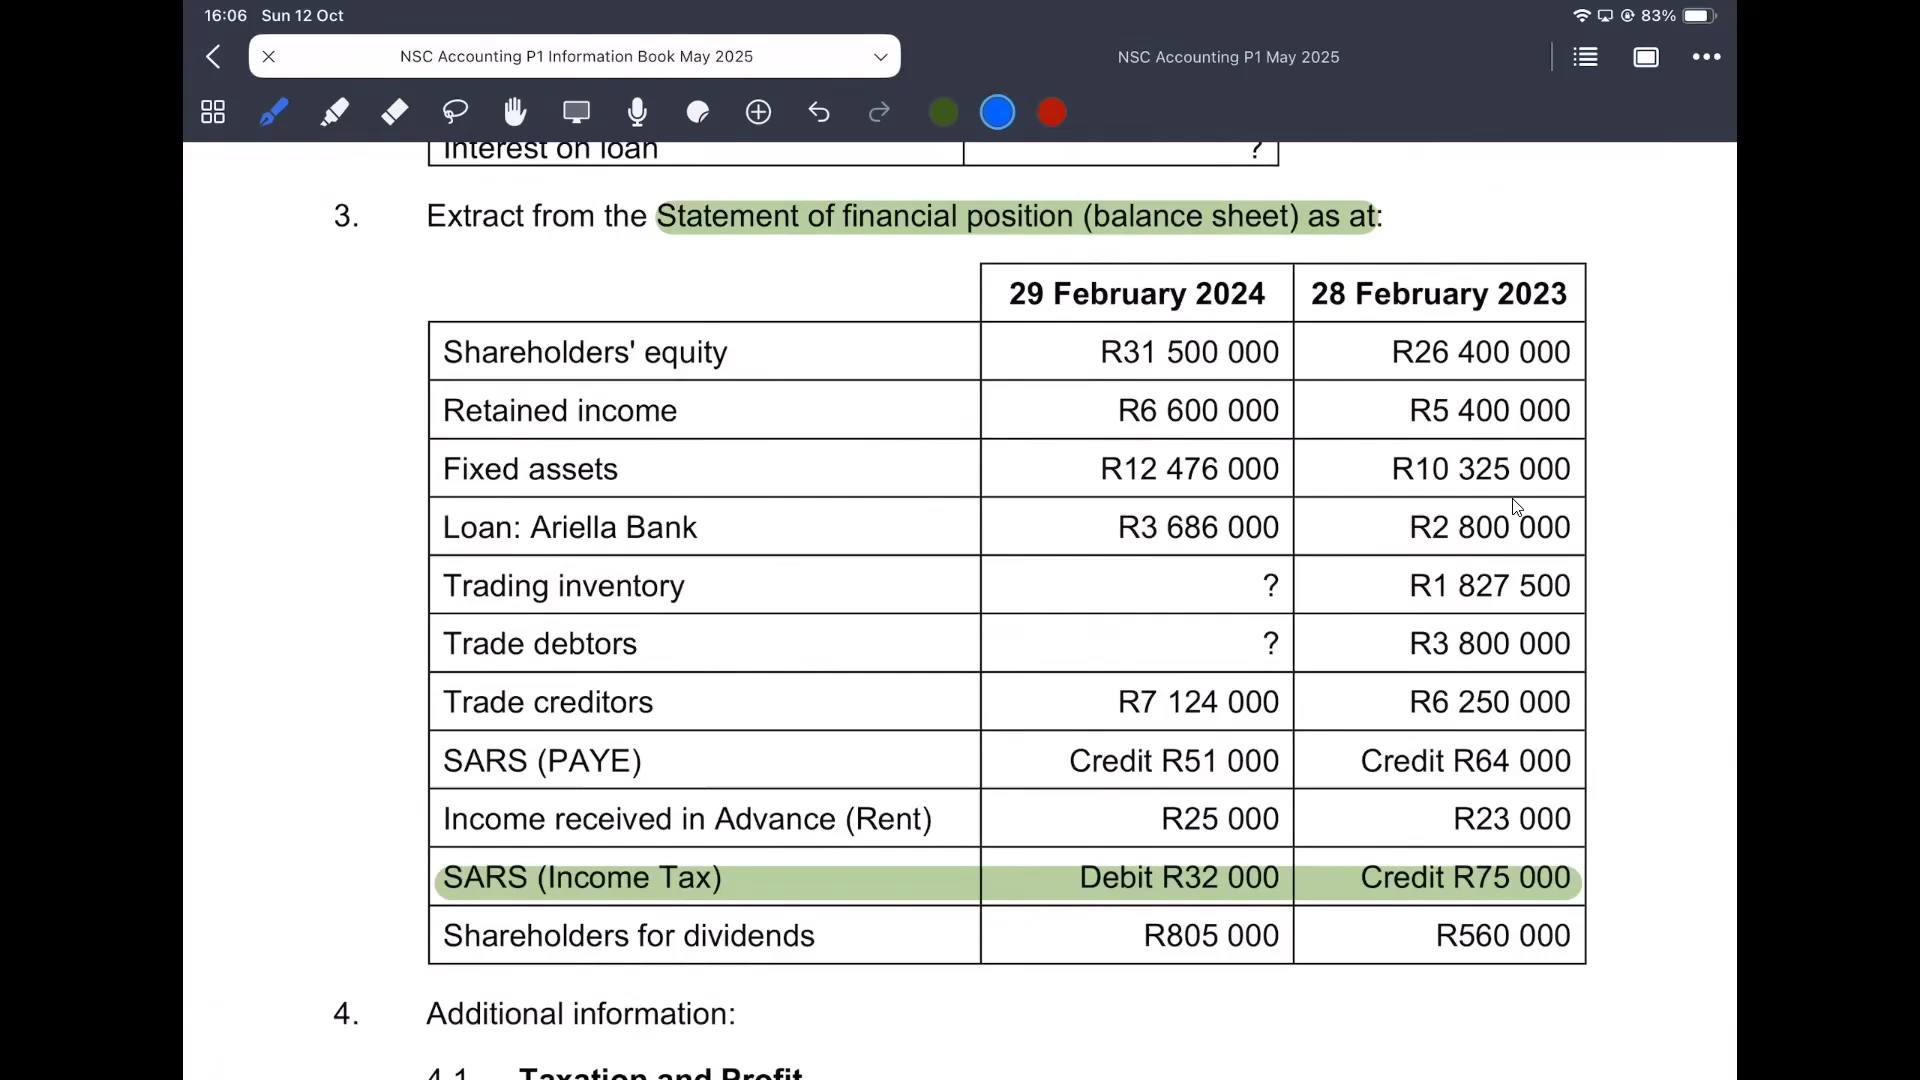 16:06 Sun 12 Oct
83%
NSC Accounting P1 Information Book May 2025
NSC Accounting P1 May 2025
Interest on loan ?
3. Extract from the Statement of financial position (balance sheet) as at:
29 February 2024 28 February 2023
Shareholders' equity R31 500 000 R26 400 000
Retained income R6 600 000 R5 400 000
Fixed assets R12 476 000 R10 325 000
Loan: Ariella Bank R3 686 000 R2 800 000
Trading inventory ? R1 827 500
Trade debtors ? R3 800 000
Trade creditors R7 124 000 R6 250 000
SARS (PAYE) Credit R51 000 Credit R64 000
Income received in Advance (Rent) R25 000 R23 000
SARS (Income Tax) Debit R32 000 Credit R75 000
Shareholders for dividends R805 000 R560 000
4. Additional information:
4.1 Taxation and Profit